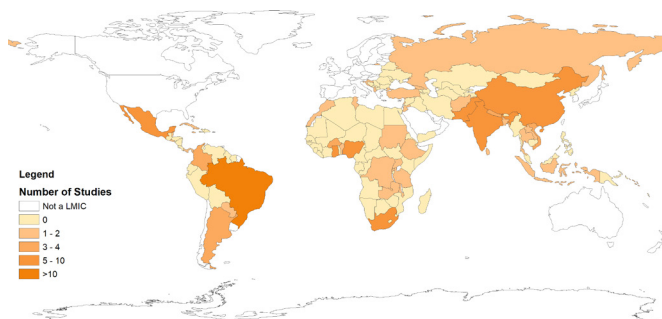 Legend
Number of Studies
Not a LMIC
0
1 - 2
3 - 4
5 - 10
>10